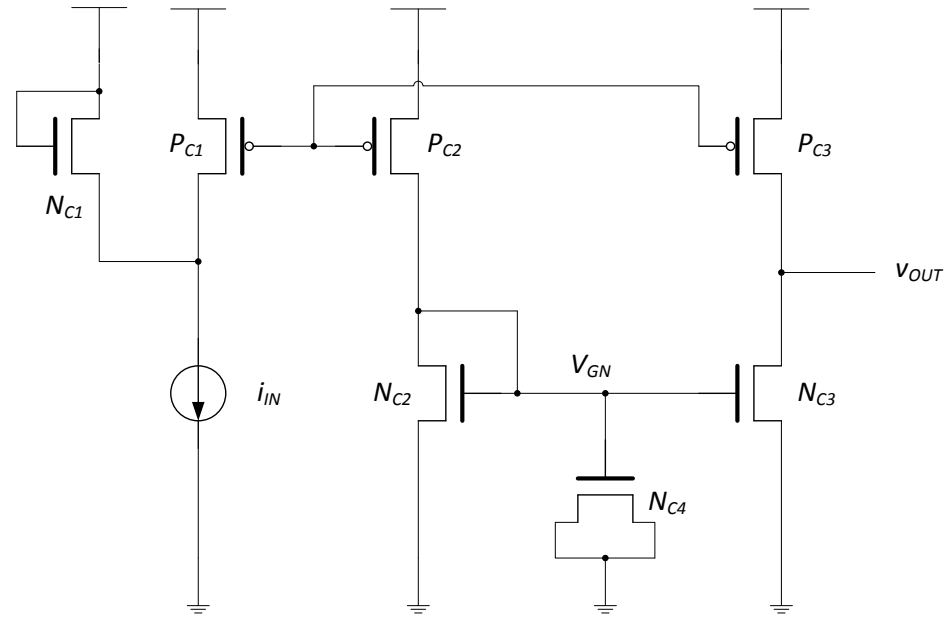 P_C1
P_C2
P_C3
N_C1
v_OUT
V_GN
i_IN
N_C2
N_C3
N_C4